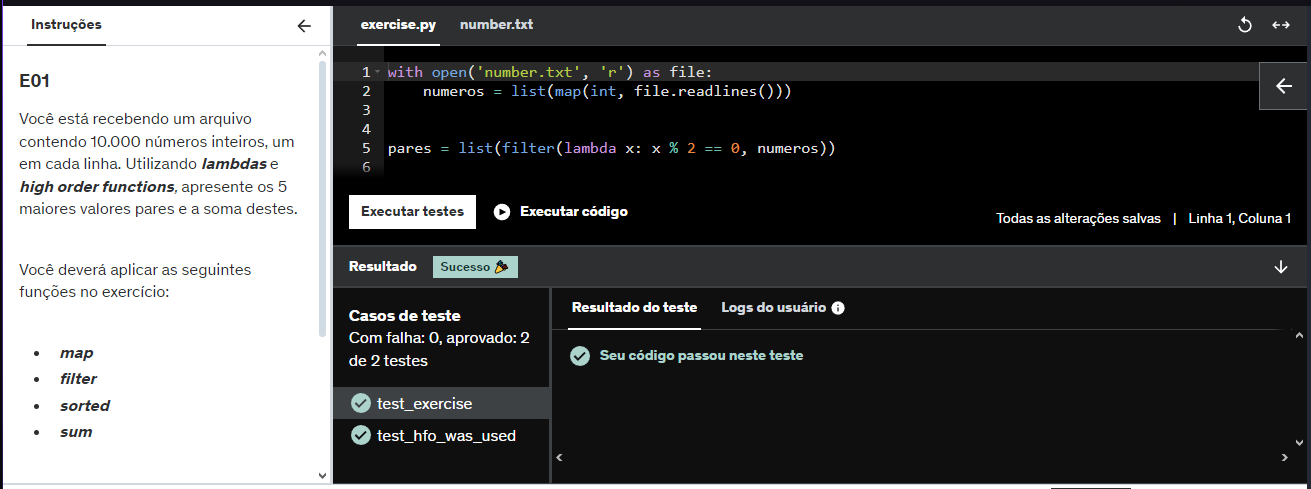 Instruções
E01
Você está recebendo um arquivo
contendo 10.000 números inteiros, um
em cada linha. Utilizando lambdas e
high order functions, apresente os 5
maiores valores pares e a soma destes.
Você deverá aplicar as seguintes
funções no exercício:
• map
• filter
• sorted
• sum
exercise.py number.txt
1 with open('number.txt', 'r') as file:
2     numeros = list(map(int, file.readlines()))
3
4
5 pares = list(filter(lambda x: x % 2 == 0, numeros))
6
Executar testes Executar código
Todas as alterações salvas | Linha 1, Coluna 1
Resultado Sucesso
Casos de teste
Com falha: 0, aprovado: 2
de 2 testes
test_exercise
test_hfo_was_used
Resultado do teste Logs do usuário
Seu código passou neste teste